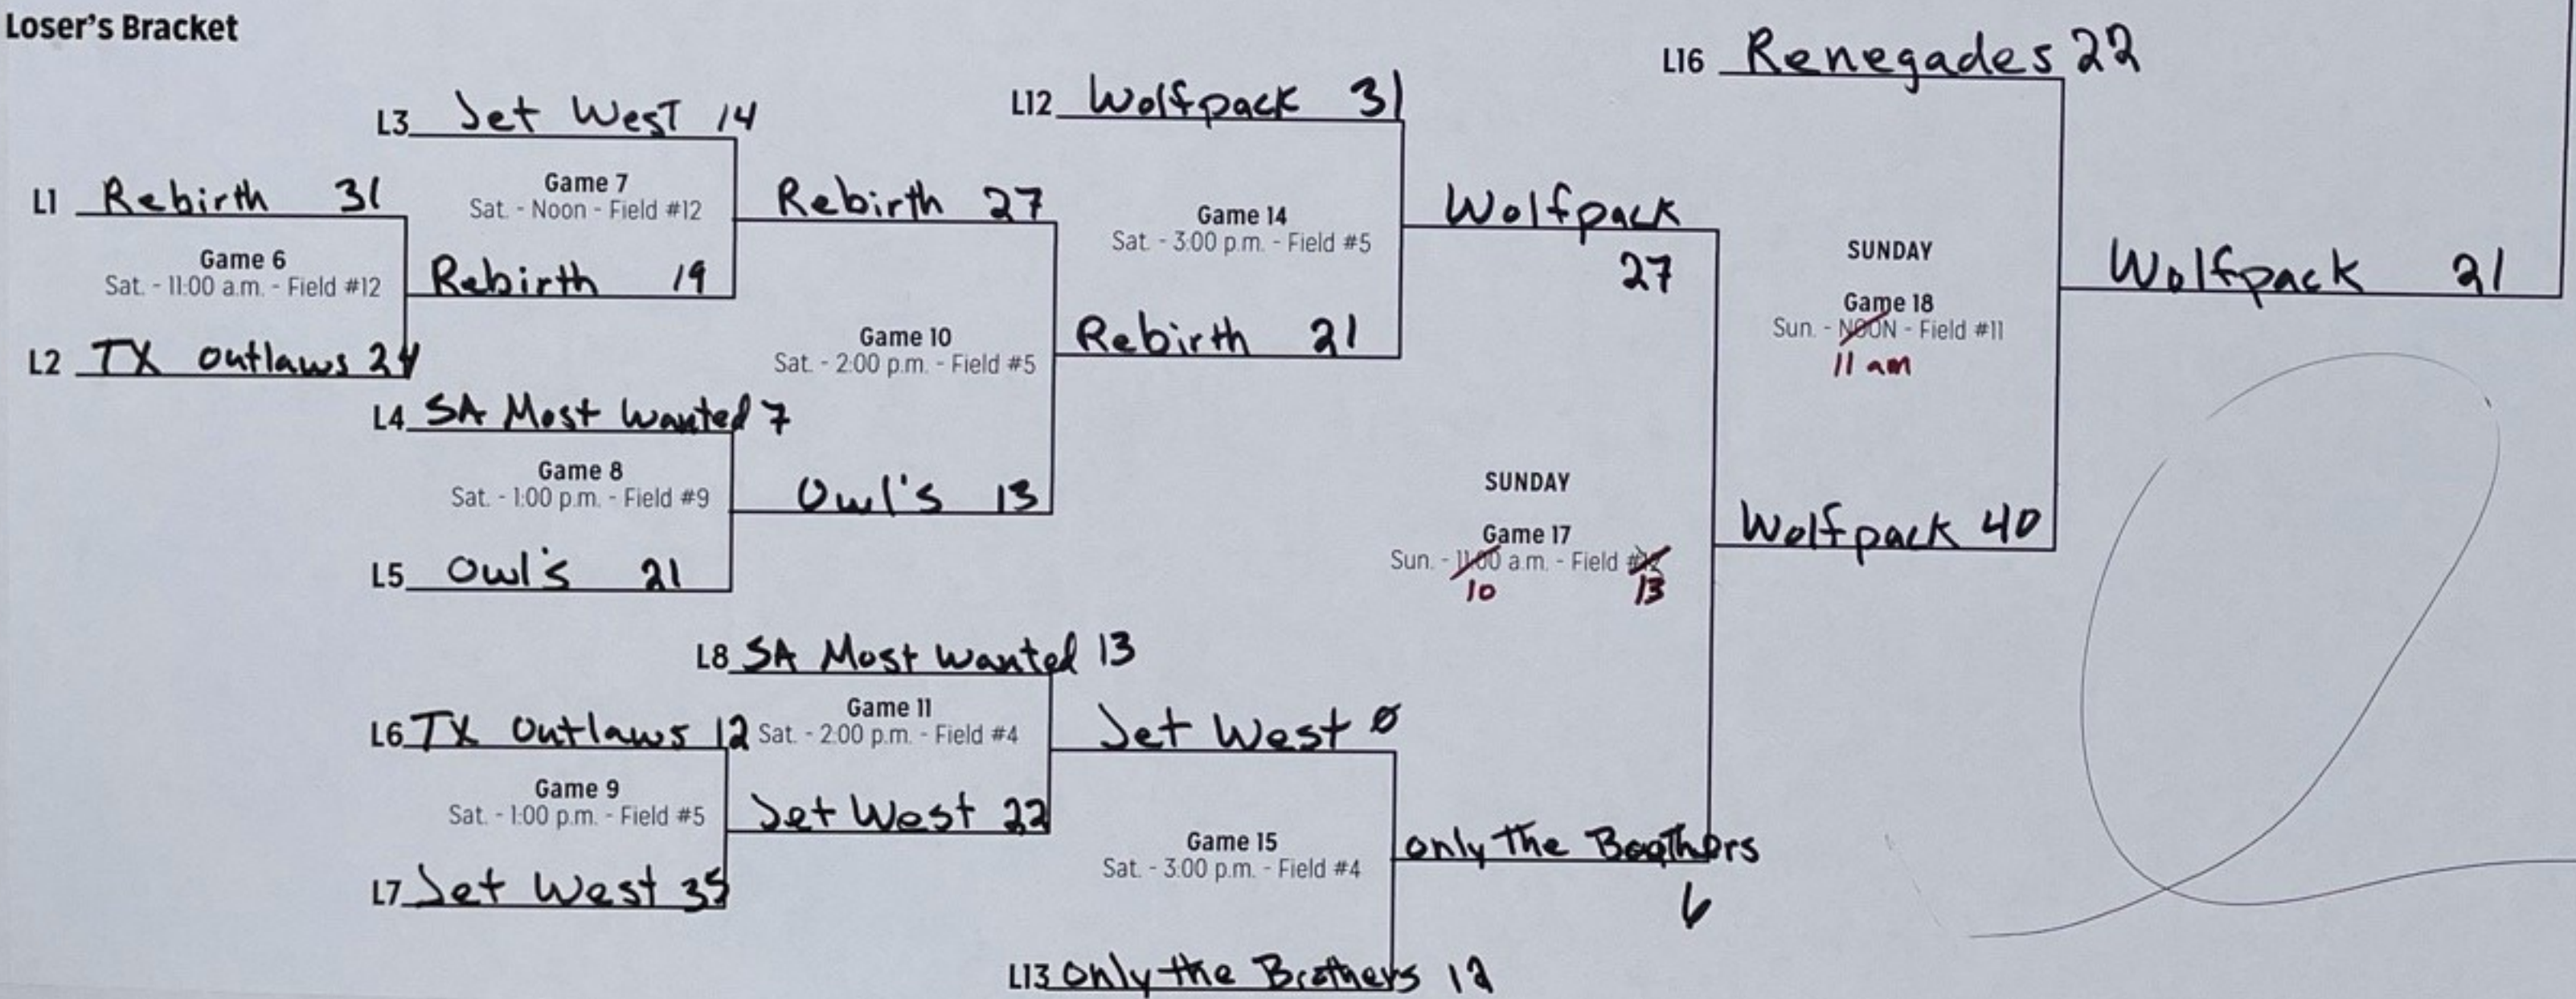 Loser's Bracket
L16 Renegades 22
L12 Wolfpack 31
L3 Jet West 14
Game 7
Sat. - Noon - Field #12
L1 Rebirth 31
Rebirth 27
Game 14
Sat. - 3:00 p.m. - Field #5
Wolfpack
27
SUNDAY
Game 18
Sun. - NOON - Field #11
11 am
Wolfpack 21
Game 6
Sat. - 11:00 a.m. - Field #12
Rebirth 19
L2 TX outlaws 24
Game 10
Sat. - 2:00 p.m. - Field #5
Rebirth 21
L4 SA Most Wanted 7
Game 8
Sat. - 1:00 p.m. - Field #9
Owl's 13
SUNDAY
Game 17
Sun. - 11:00 a.m. - Field
10 13
Wolfpack 40
L5 Owl's 21
L8 SA Most Wanted 13
L6 TX Outlaws 12
Game 11
Sat. - 2:00 p.m. - Field #4
Jet West 0
Game 9
Sat. - 1:00 p.m. - Field #5
Jet West 22
L7 Jet West 35
Game 15
Sat. - 3:00 p.m. - Field #4
only The
6
L13 Only the Brothers 12